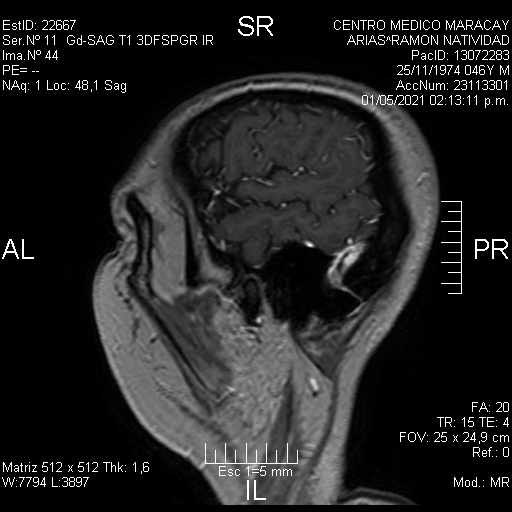 EstID: 22667
Ser.Nº 11 Gd-SAG T1 3DFSPGR IR
Ima.Nº 44
PE= --
NAq: 1 Loc: 48,1 Sag
SR
CENTRO MEDICO MARACAY
ARIAS^RAMON NATIVIDAD
PacID: 13072283
25/11/1974 046Y M
AccNum: 23113301
01/05/2021 02:13:11 p.m.
AL
PR
FA: 20
TR: 15 TE: 4
FOV: 25 x 24,9 cm
Ref.: 0
Matriz 512 x 512 Thk: 1,6
W:7794 L:3897
Esc 1=5 mm
IL
Mod.: MR